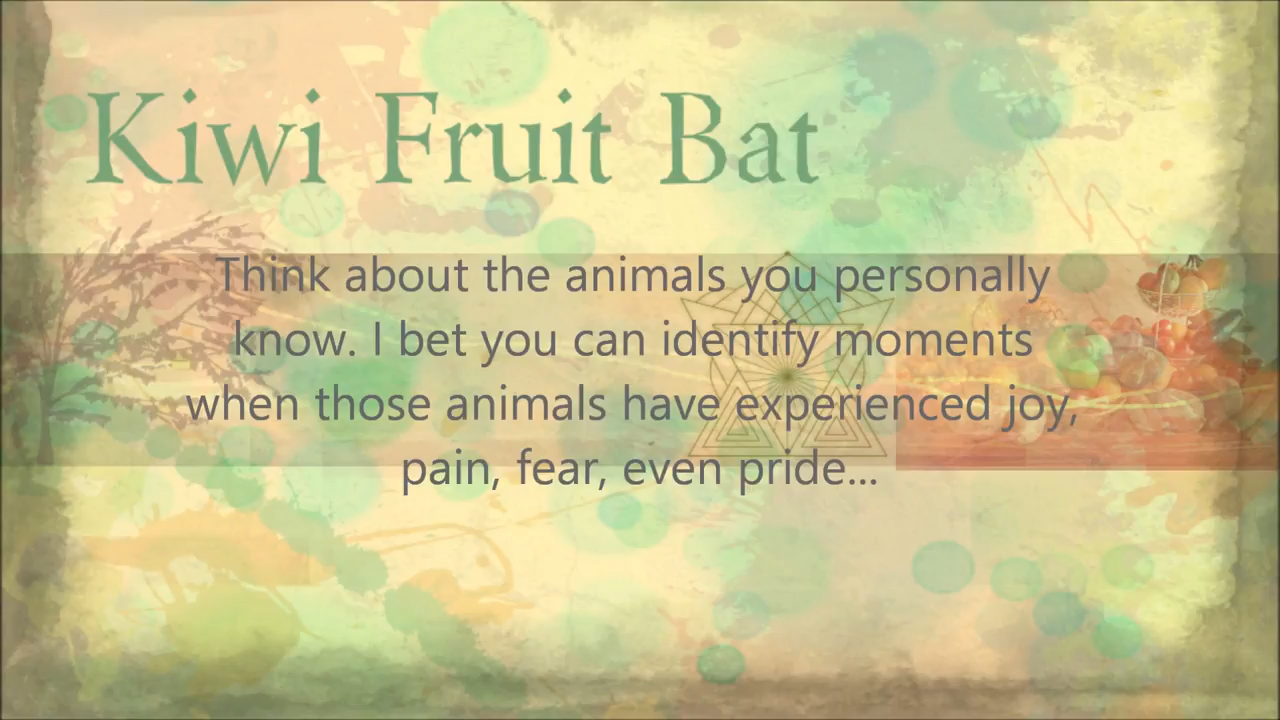 Kiwi Fruit Bat
Think about the animals you personally
know. I bet you can identify moments
when those animals have experienced joy,
pain, fear, even pride...